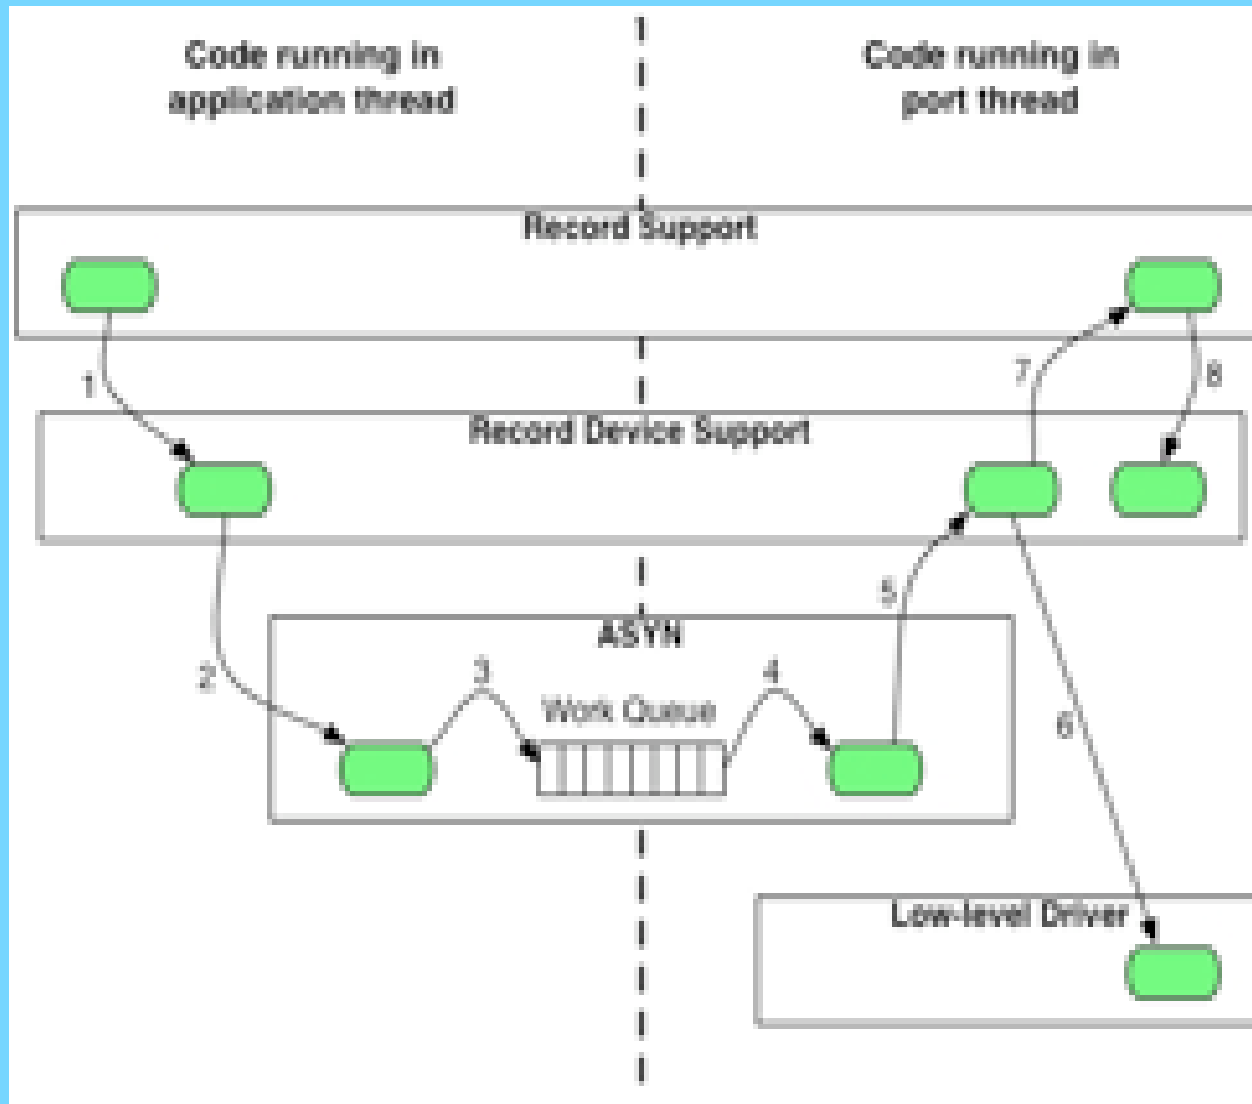 Code running in
application thread
Code running in
port thread
Record Support
1
7
8
Record Device Support
2
5
ASYN
3
4
Work Queue
6
Low-level Driver